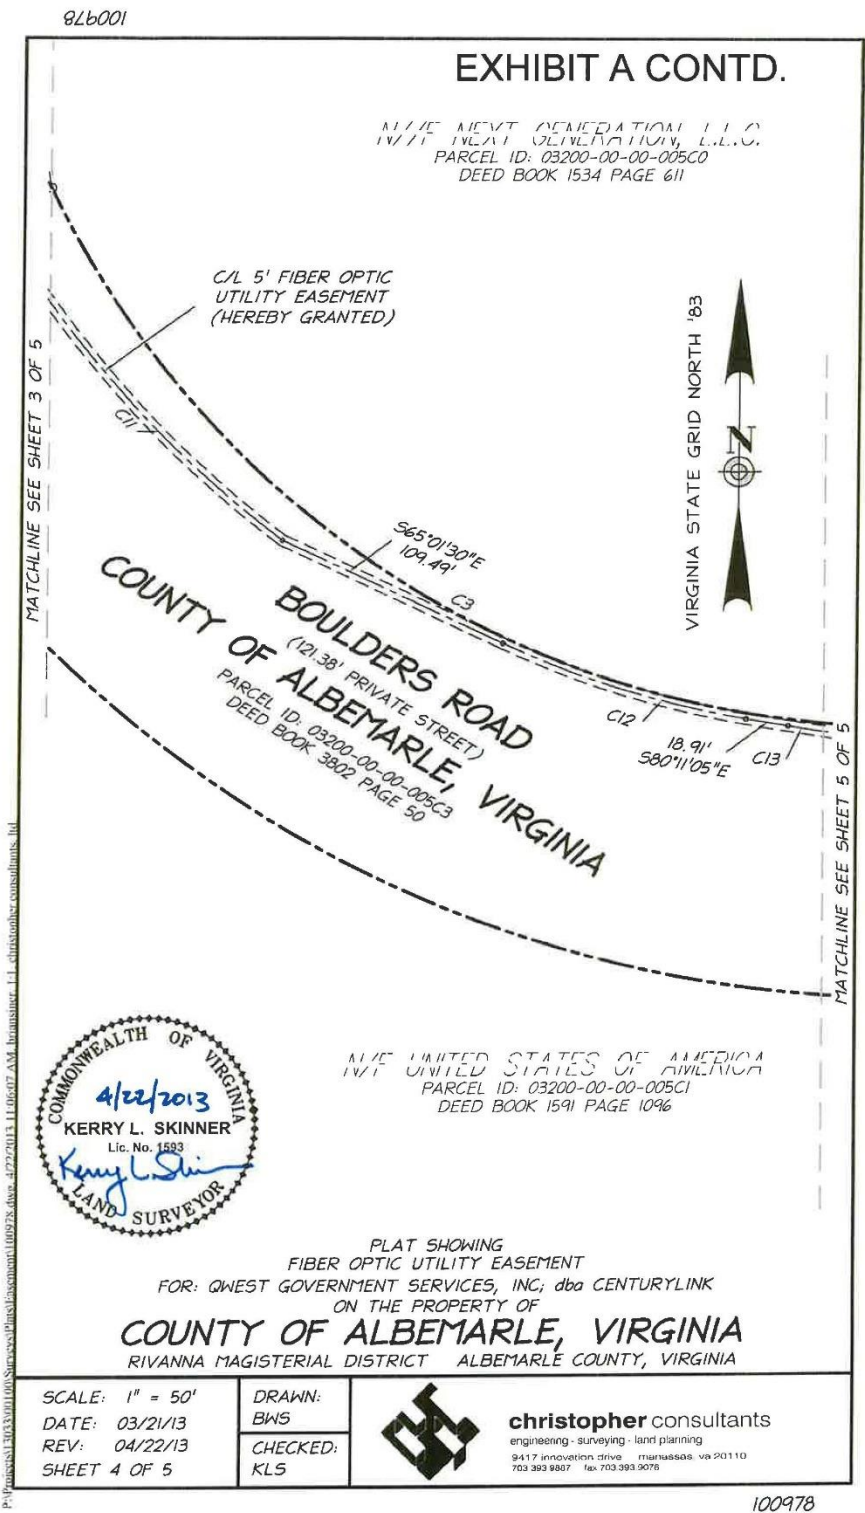 100978
EXHIBIT A CONTD.
N/F NEXT GENERATION, L.L.C.
PARCEL ID: 03200-00-00-005C0
DEED BOOK 1534 PAGE 611
C/L 5' FIBER OPTIC
UTILITY EASEMENT
(HEREBY GRANTED)
VIRGINIA STATE GRID NORTH '83
N
MATCHLINE SEE SHEET 3 OF 5
C11
S65°01'30"E
109.49'
C3
BOULDERS ROAD
(121.38' PRIVATE STREET)
COUNTY OF ALBEMARLE, VIRGINIA
PARCEL ID: 03200-00-00-005C3
DEED BOOK 3802 PAGE 50
C12
18.91'
S80°11'05"E
C13
MATCHLINE SEE SHEET 5 OF 5
COMMONWEALTH OF VIRGINIA
4/22/2013
KERRY L. SKINNER
Lic. No. 1593
Kerry L. Skinner
LAND SURVEYOR
N/F UNITED STATES OF AMERICA
PARCEL ID: 03200-00-00-005C1
DEED BOOK 1591 PAGE 1096
PLAT SHOWING
FIBER OPTIC UTILITY EASEMENT
FOR: QWEST GOVERNMENT SERVICES, INC; dba CENTURYLINK
ON THE PROPERTY OF
COUNTY OF ALBEMARLE, VIRGINIA
RIVANNA MAGISTERIAL DISTRICT ALBEMARLE COUNTY, VIRGINIA
SCALE: 1" = 50'
DATE: 03/21/13
REV: 04/22/13
SHEET 4 OF 5
DRAWN:
BWS
CHECKED:
KLS
christopher consultants
engineering - surveying - land planning
9417 innovation drive manassas, va 20110
703 393 9887 fax 703 393 9076
100978